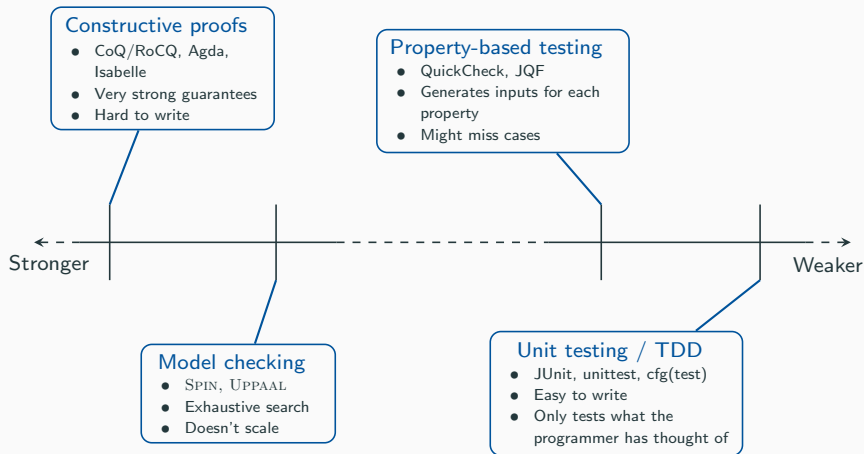 Constructive proofs
• CoQ/RoCQ, Agda,
Isabelle
• Very strong guarantees
• Hard to write
Property-based testing
• QuickCheck, JQF
• Generates inputs for each
property
• Might miss cases
Stronger
Weaker
Model checking
• SPIN, UPPAAL
• Exhaustive search
• Doesn't scale
Unit testing / TDD
• JUnit, unittest, cfg(test)
• Easy to write
• Only tests what the
programmer has thought of